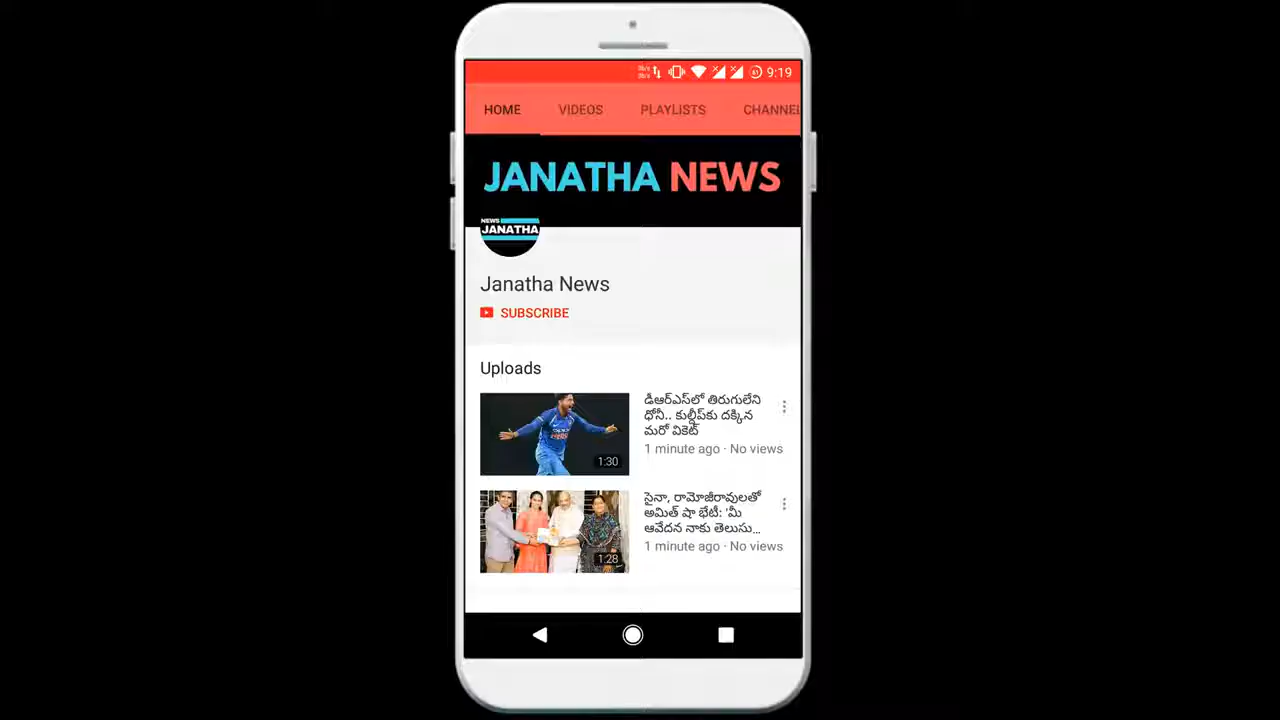 9:19
HOME VIDEOS PLAYLISTS CHANNEL
JANATHA NEWS
NEWS
JANATHA
Janatha News
SUBSCRIBE
Uploads
డీఆర్ఎస్‌లో తిరుగులేని
ధోనీ.. కుల్దీప్‌కు దక్కిన
మరో వికెట్
1 minute ago · No views
1:30
సైనా, రామోజీరావులతో
అమిత్ షా భేటీ: 'మీ
ఆవేదన నాకు తెలుసు...
1 minute ago · No views
1:28